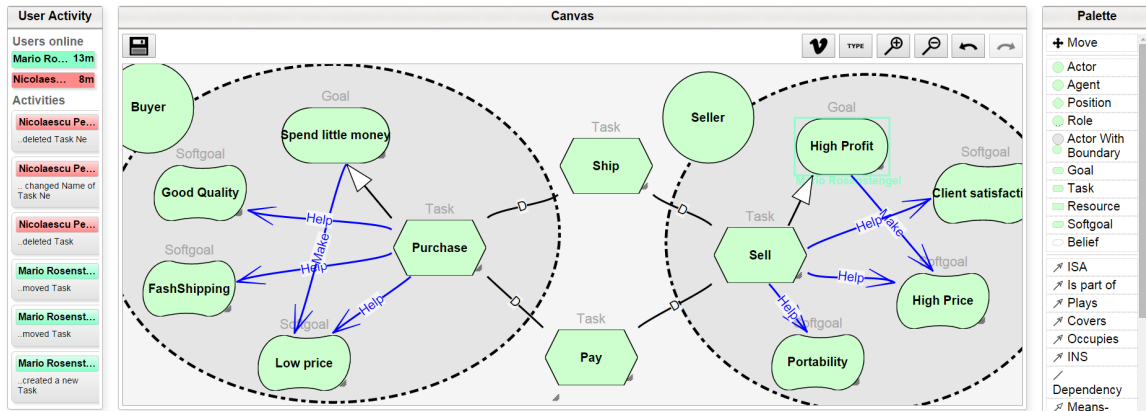 User Activity
Users online
Mario Ro... 13m
Nicolaes... 8m
Activities
Nicolaescu Pe...
..deleted Task Ne
Nicolaescu Pe...
.. changed Name of
Task Ne
Nicolaescu Pe...
..deleted Task
Mario Rosenst...
..moved Task
Mario Rosenst...
..moved Task
Mario Rosenst...
..created a new
Task
Canvas
TYPE
Buyer
Goal
Spend little money
Softgoal
Good Quality
Help
Make
Task
Purchase
Softgoal
FashShipping
Help
Help
Softgoal
Low price
Task
Ship
D
D
D
D
Task
Pay
Seller
Goal
High Profit
Softgoal
Client satisfacti
Help
Make
Task
Sell
Help
Softgoal
High Price
Help
Softgoal
Portability
Palette
Move
Actor
Agent
Position
Role
Actor With
Boundary
Goal
Task
Resource
Softgoal
Belief
ISA
Is part of
Plays
Covers
Occupies
INS
Dependency
Means-